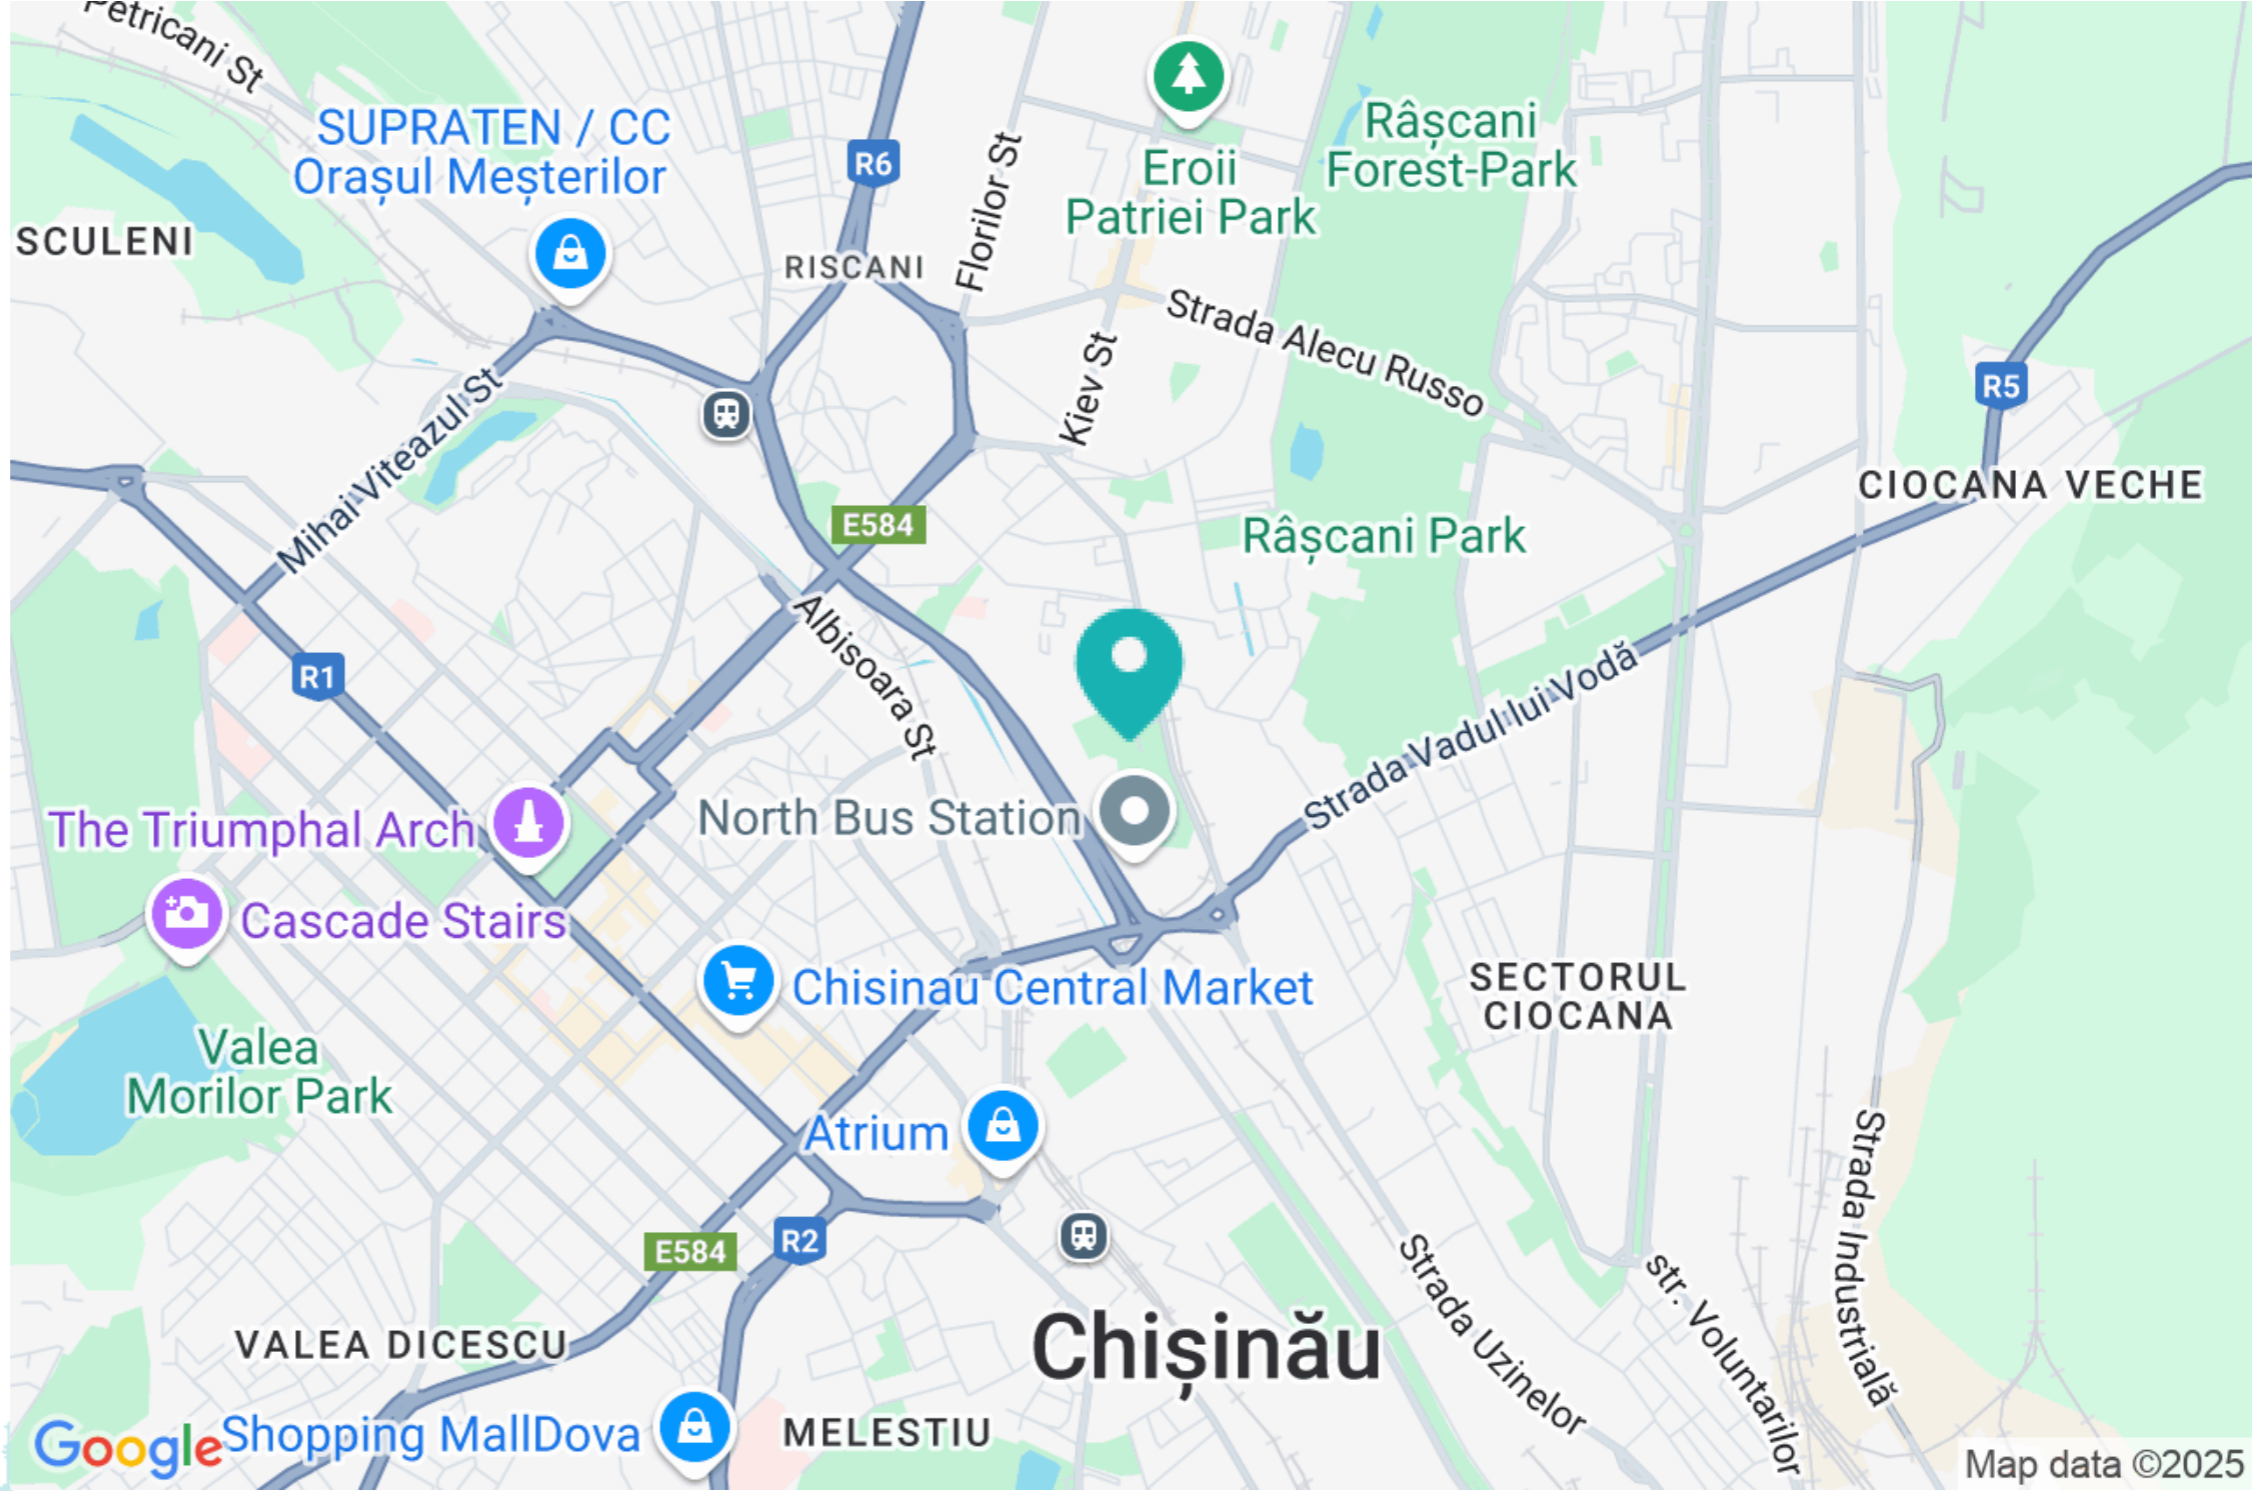 Petricani St
SUPRATEN / CC
Orașul Meșterilor
R6
Florilor St
Eroii
Patriei Park
Râșcani
Forest-Park
SCULENI
RISCANI
Strada Alecu Russo
Kiev St
R5
Mihai Viteazul St
CIOCANA VECHE
E584
Râșcani Park
Albisoara St
R1
Strada Vadul lui Vodă
The Triumphal Arch
North Bus Station
Cascade Stairs
Chisinau Central Market
SECTORUL
CIOCANA
Valea
Morilor Park
Atrium
Strada Industrială
E584
R2
Strada Uzinelor
str. Voluntarilor
VALEA DICESCU
Chișinău
Google
Shopping MallDova
MELESTIU
Map data ©2025